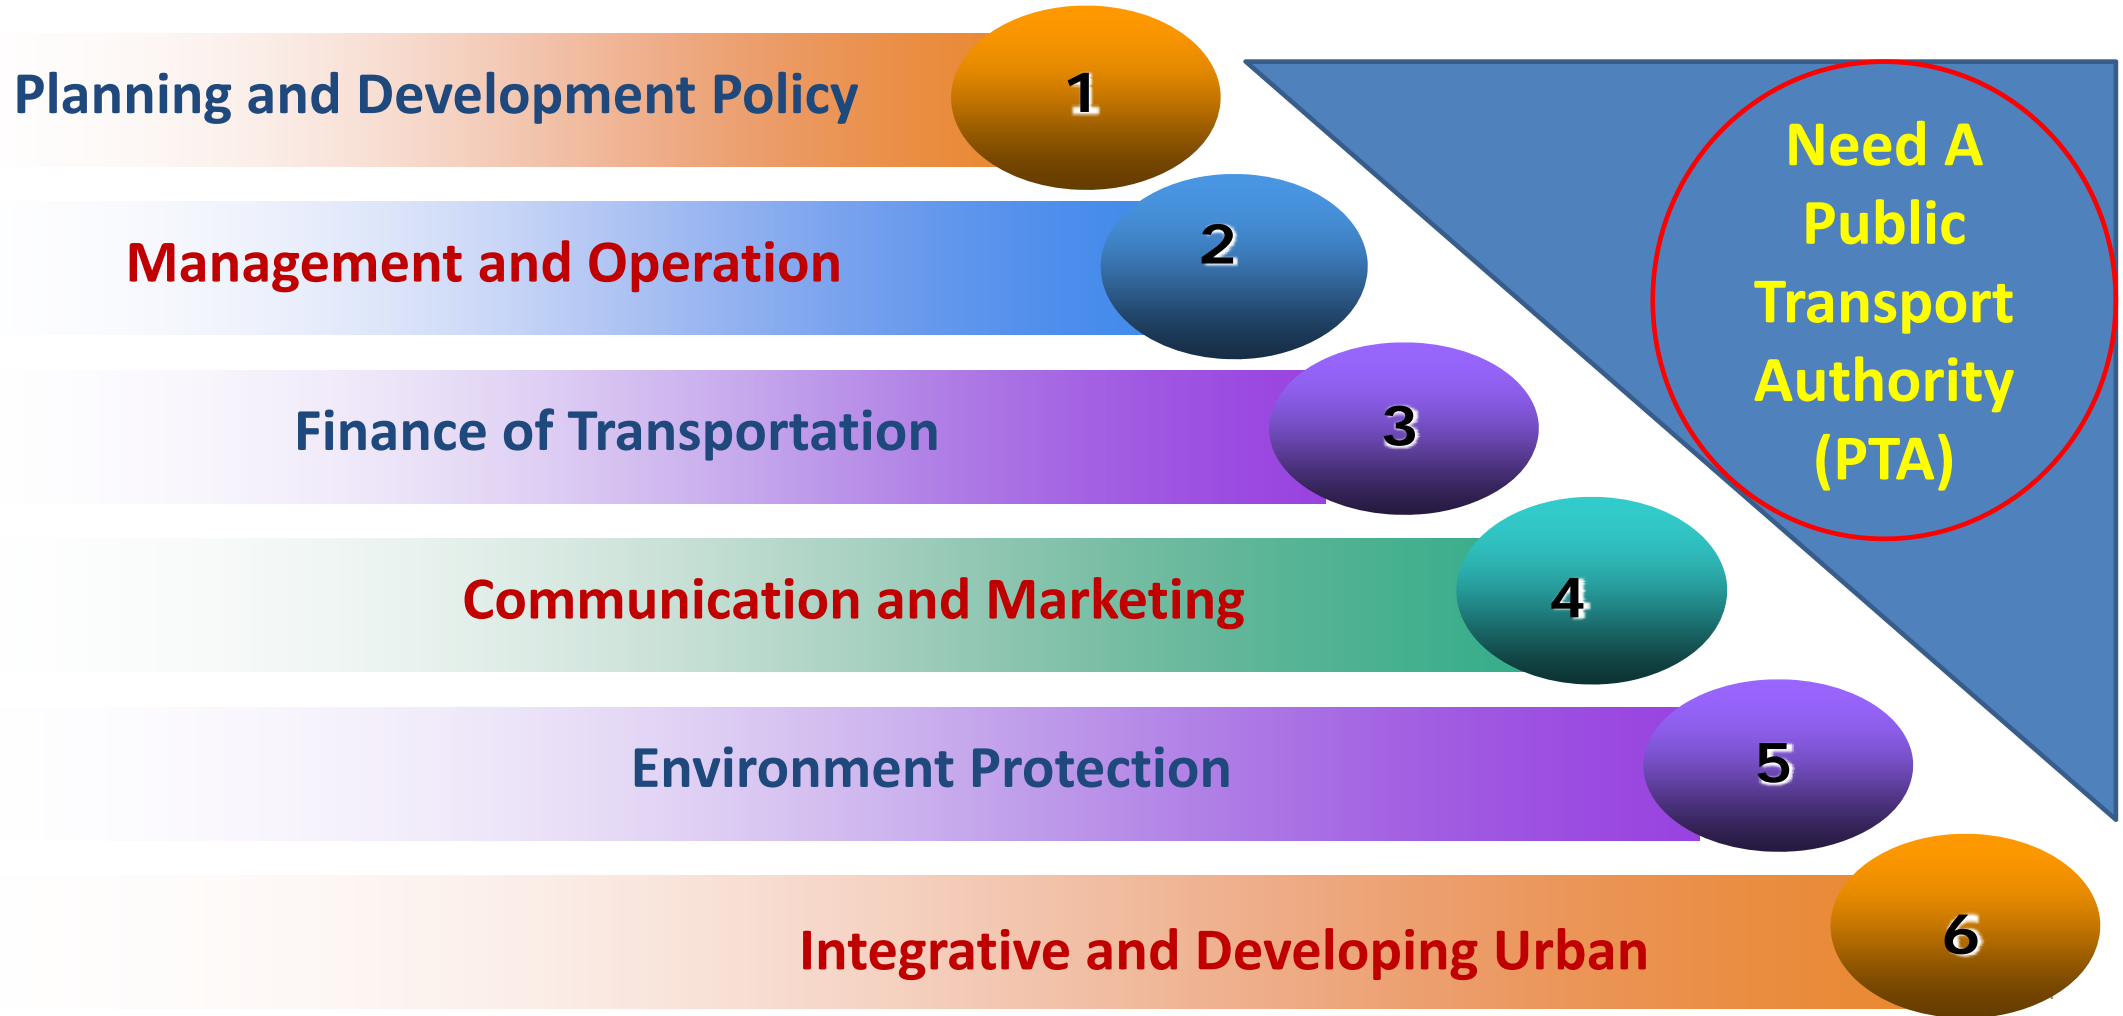 Planning and Development Policy
1
Management and Operation
2
Finance of Transportation
3
Communication and Marketing
4
Environment Protection
5
Integrative and Developing Urban
6
Need A
Public
Transport
Authority
(PTA)